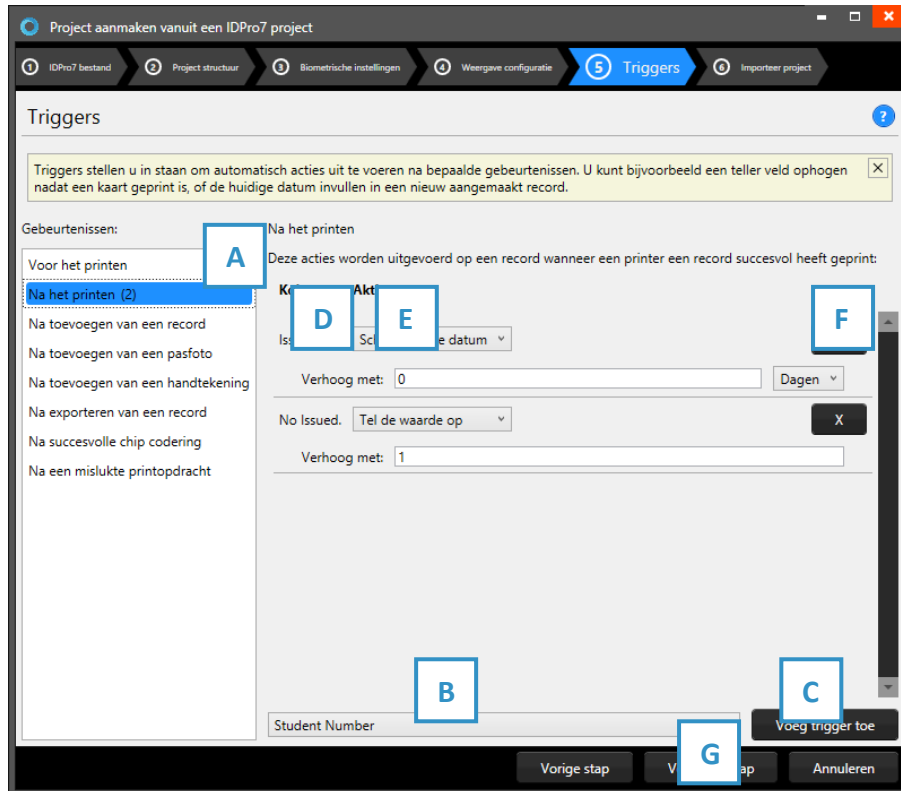 Project aanmaken vanuit een IDPro7 project
1 IDPro7 bestand 2 Project structuur 3 Biometrische instellingen 4 Weergave configuratie 5 Triggers 6 Importeer project
Triggers
?
Triggers stellen u in staan om automatisch acties uit te voeren na bepaalde gebeurtenissen. U kunt bijvoorbeeld een teller veld ophogen
nadat een kaart geprint is, of de huidige datum invullen in een nieuw aangemaakt record.
Gebeurtenissen:
A
Voor het printen
Na het printen (2)
Na toevoegen van een record
Na toevoegen van een pasfoto
Na toevoegen van een handtekening
Na exporteren van een record
Na succesvolle chip codering
Na een mislukte printopdracht
Na het printen
Deze acties worden uitgevoerd op een record wanneer een printer een record succesvol heeft geprint:
D E F
datum
Verhoog met: 0 Dagen
No Issued. Tel de waarde op X
Verhoog met: 1
B C
Student Number Voeg trigger toe
G
Vorige stap Annuleren